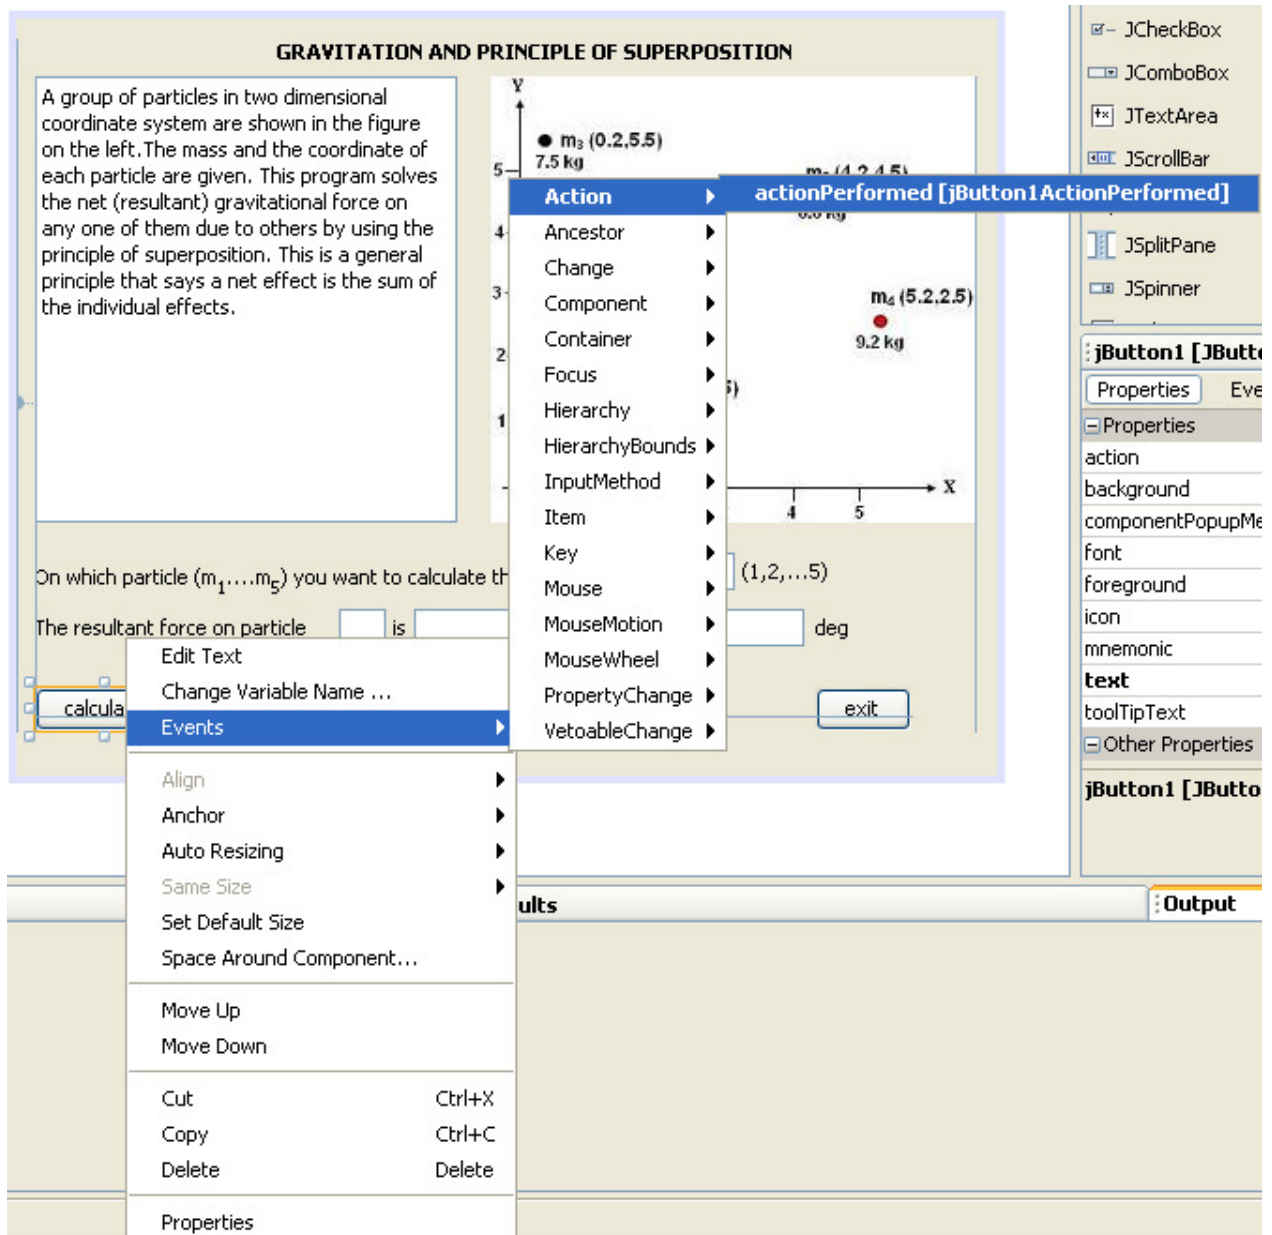 GRAVITATION AND PRINCIPLE OF SUPERPOSITION
A group of particles in two dimensional
coordinate system are shown in the figure
on the left.The mass and the coordinate of
each particle are given. This program solves
the net (resultant) gravitational force on
any one of them due to others by using the
principle of superposition. This is a general
principle that says a net effect is the sum of
the individual effects.
Y
m3 (0.2,5.5)
7.5 kg
5
4
3
m4 (5.2,2.5)
9.2 kg
2
1
X
4 5
On which particle (m1....m5) you want to calculate
(1,2,...5)
The resultant force on particle
is
deg
exit
Edit Text
Change Variable Name ...
Events
Align
Anchor
Auto Resizing
Same Size
Set Default Size
Space Around Component...
Move Up
Move Down
Cut Ctrl+X
Copy Ctrl+C
Delete Delete
Properties
Action
Ancestor
Change
Component
Container
Focus
Hierarchy
HierarchyBounds
InputMethod
Item
Key
Mouse
MouseMotion
MouseWheel
PropertyChange
VetoableChange
actionPerformed [jButton1ActionPerformed]
JCheckBox
JComboBox
JTextArea
JScrollBar
JSplitPane
JSpinner
jButton1 [JButto
Properties Eve
Properties
action
background
componentPopupMe
font
foreground
icon
mnemonic
text
toolTipText
Other Properties
jButton1 [JButto
ults
Output